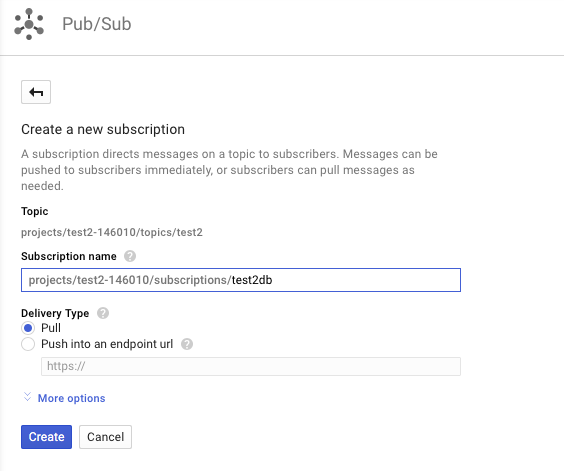 Pub/Sub
Create a new subscription
A subscription directs messages on a topic to subscribers. Messages can be
pushed to subscribers immediately, or subscribers can pull messages as
needed.
Topic
projects/test2-146010/topics/test2
Subscription name ?
projects/test2-146010/subscriptions/test2db
Delivery Type ?
Pull
Push into an endpoint url ?
https://
More options
Create Cancel